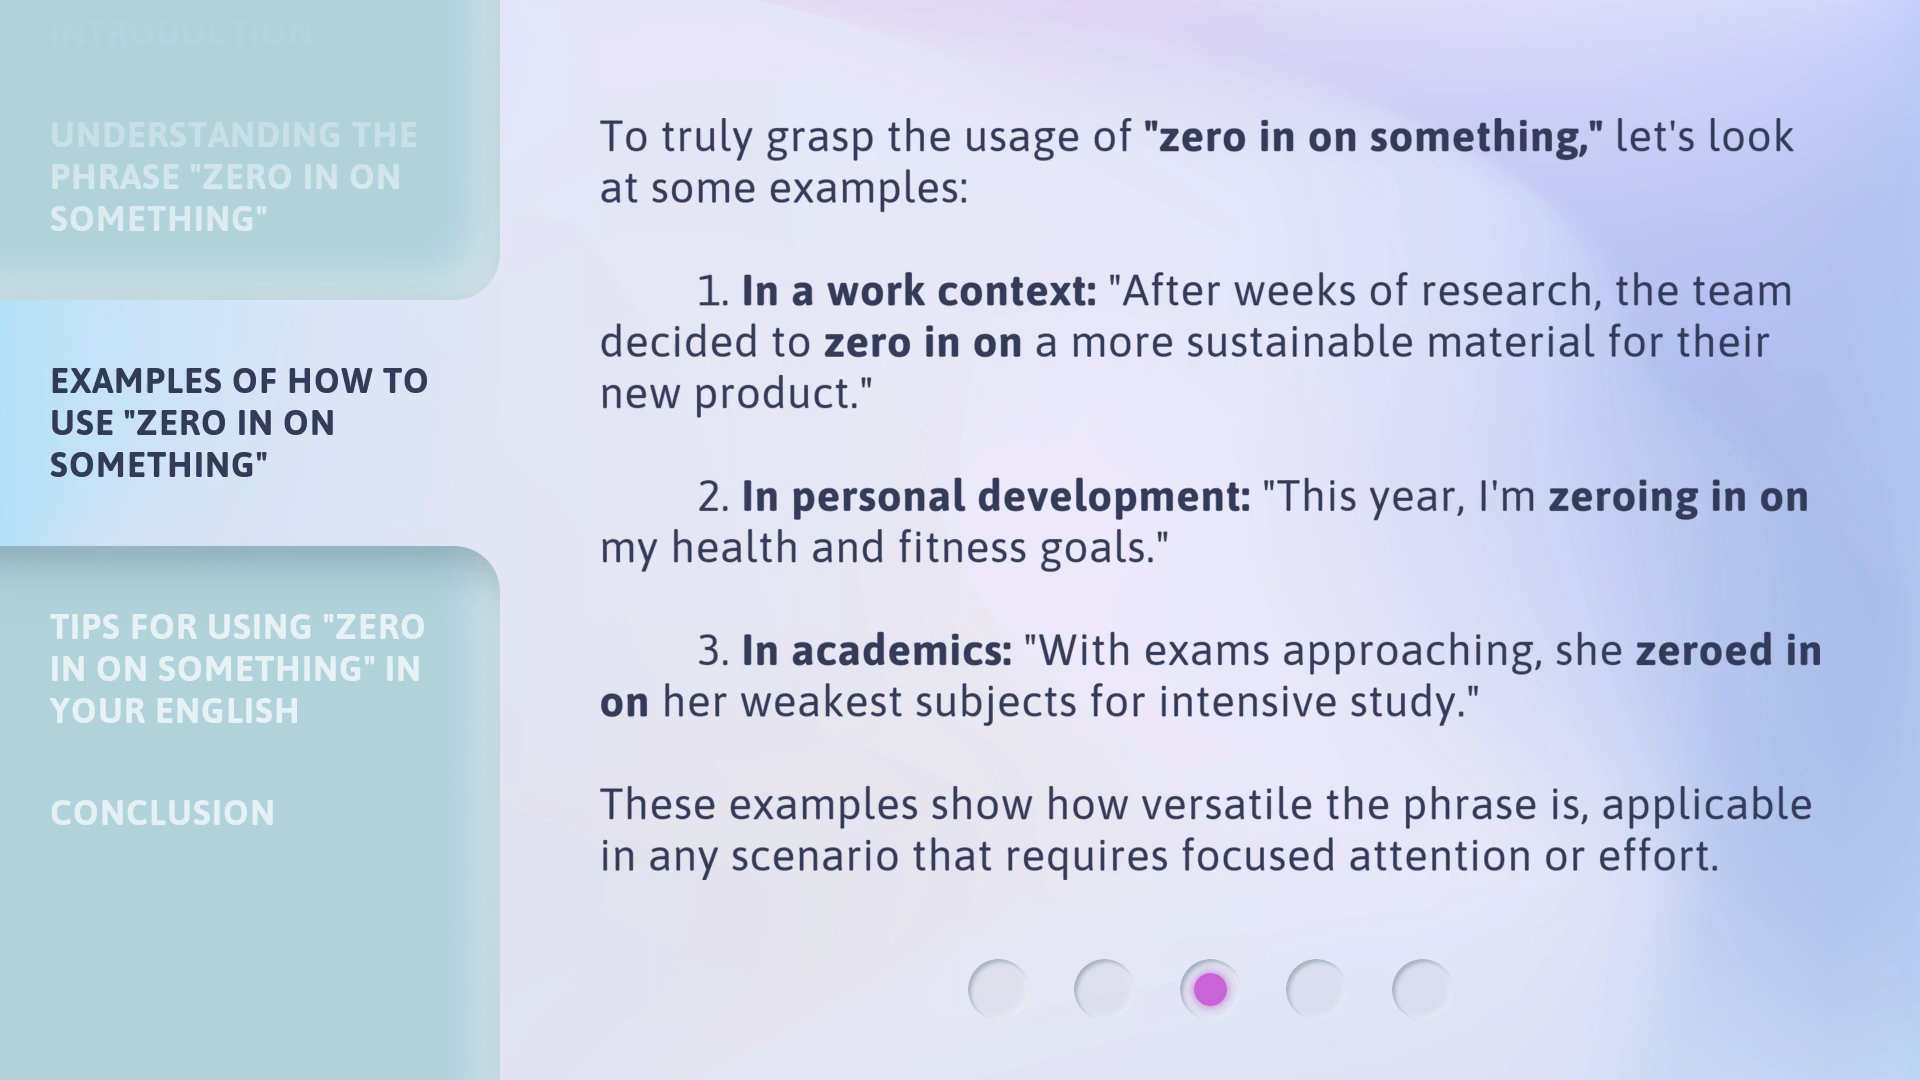 INTRODUCTION
UNDERSTANDING THE
PHRASE "ZERO IN ON
SOMETHING"
EXAMPLES OF HOW TO
USE "ZERO IN ON
SOMETHING"
TIPS FOR USING "ZERO
IN ON SOMETHING" IN
YOUR ENGLISH
CONCLUSION
To truly grasp the usage of "zero in on something," let's look
at some examples:
1. In a work context: "After weeks of research, the team
decided to zero in on a more sustainable material for their
new product."
2. In personal development: "This year, I'm zeroing in on
my health and fitness goals."
3. In academics: "With exams approaching, she zeroed in
on her weakest subjects for intensive study."
These examples show how versatile the phrase is, applicable
in any scenario that requires focused attention or effort.